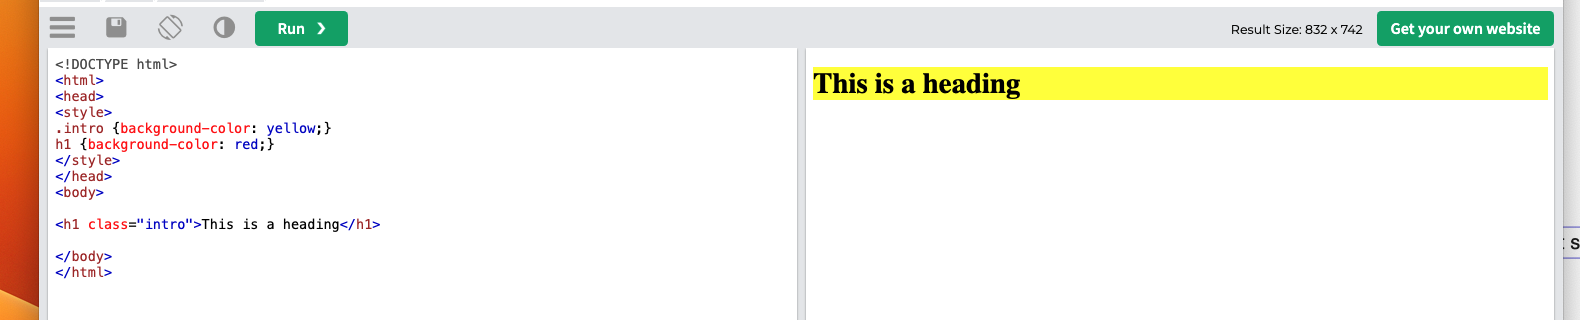 Run ❯
Result Size: 832 x 742
Get your own website
<!DOCTYPE html>
<html>
<head>
<style>
.intro {background-color: yellow;}
h1 {background-color: red;}
</style>
</head>
<body>
<h1 class="intro">This is a heading</h1>
</body>
</html>
This is a heading
S